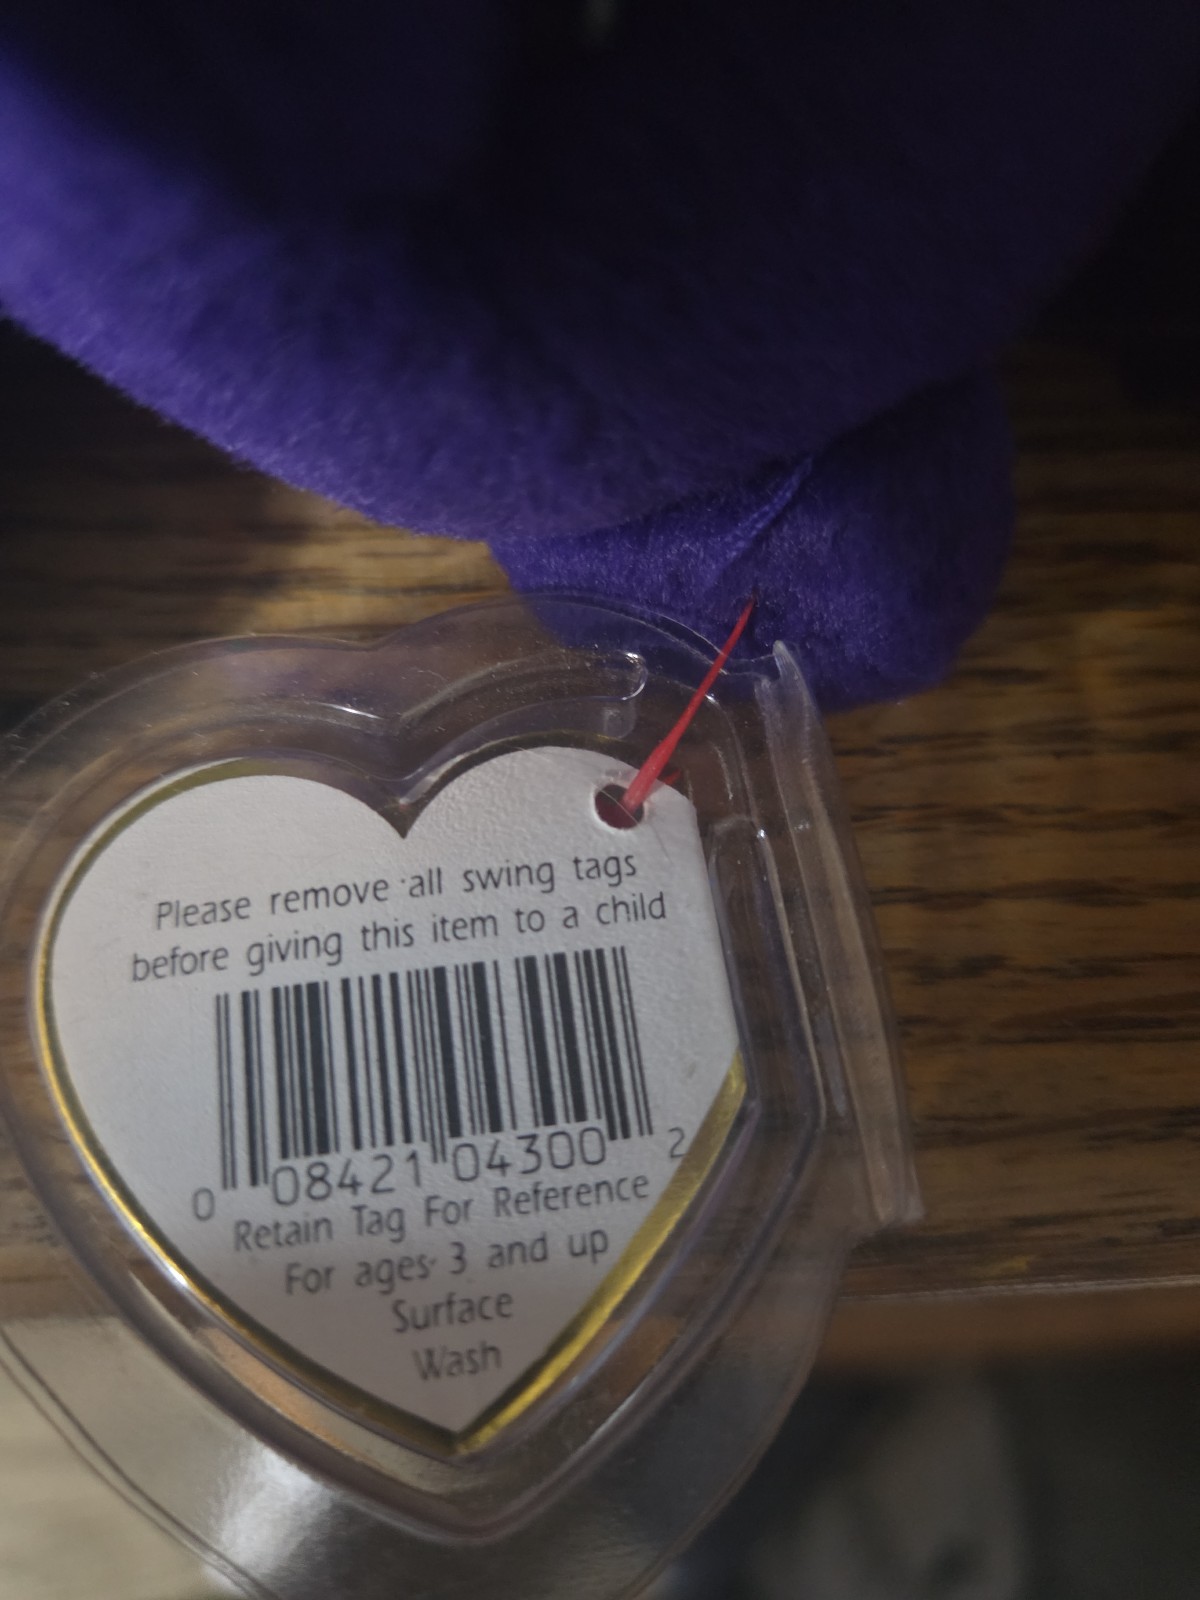 Please remove all swing tags
before giving this item to a child
0 08421 04300 2
Retain Tag For Reference
For ages 3 and up
Surface
Wash